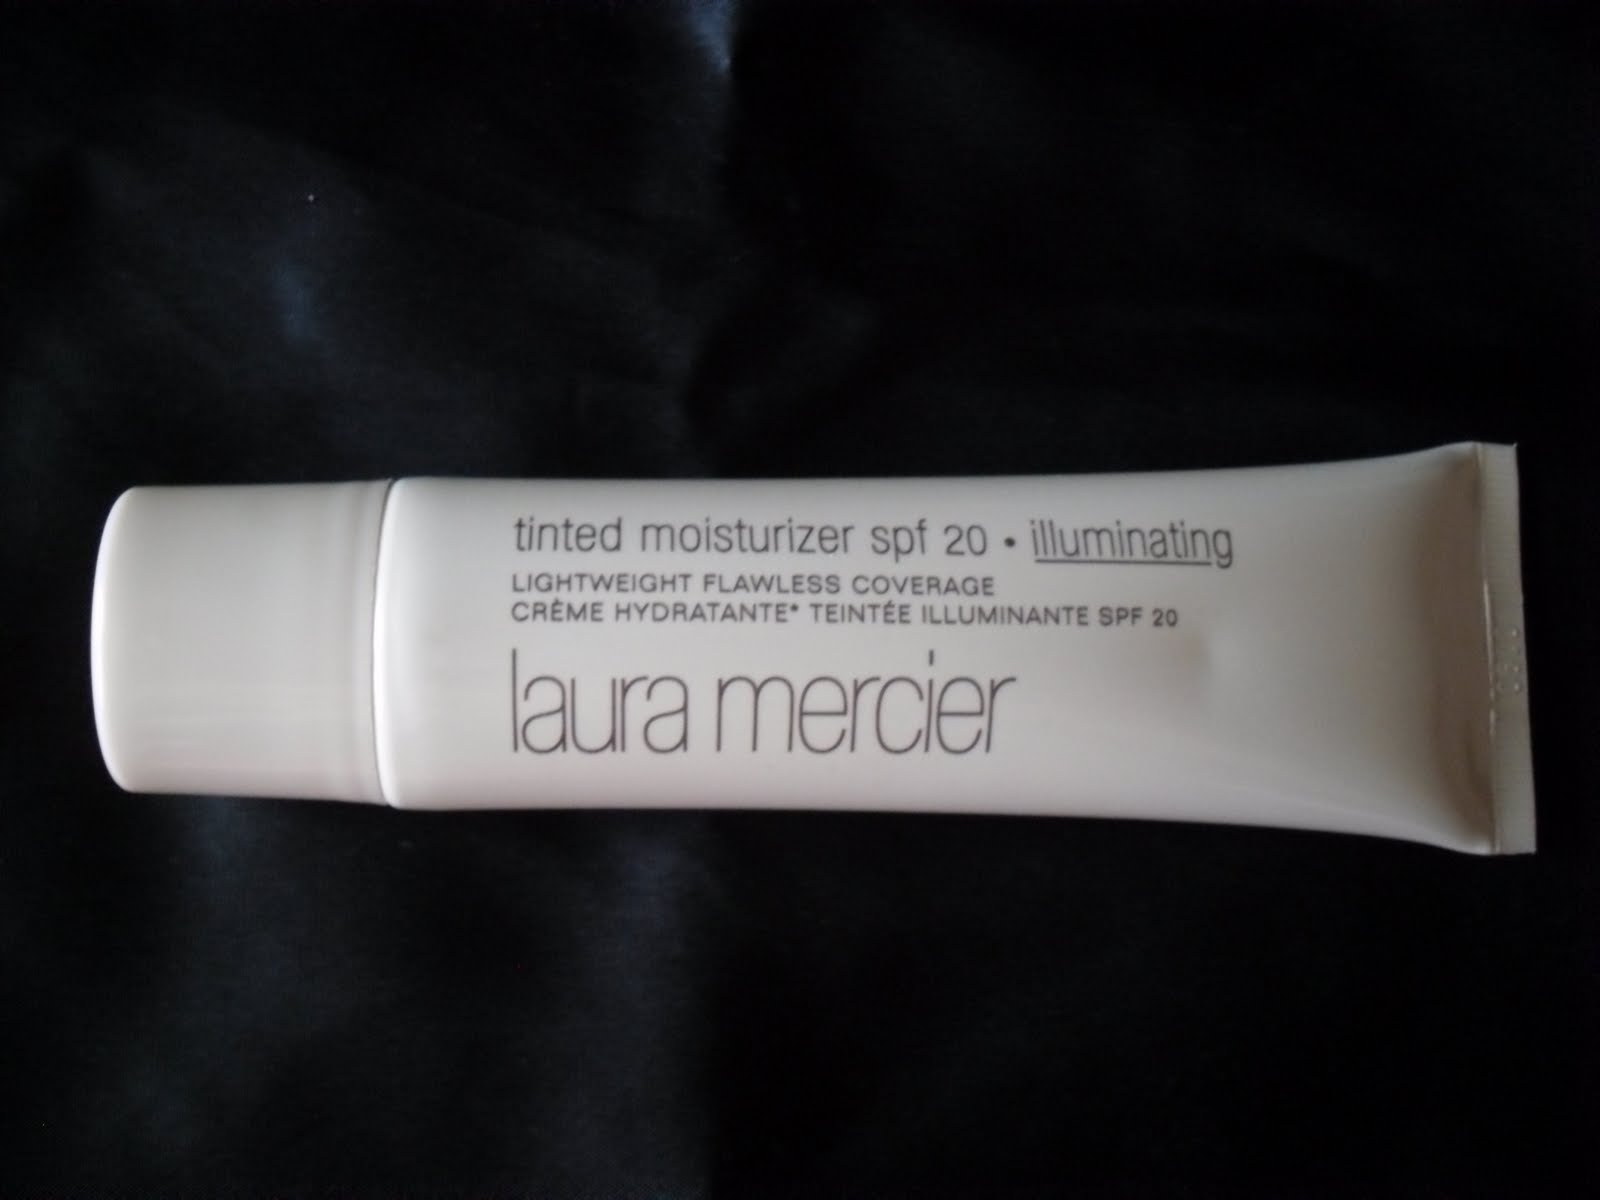 tinted moisturizer spf 20 • illuminating
LIGHTWEIGHT FLAWLESS COVERAGE
CRÈME HYDRATANTE* TEINTÉE ILLUMINANTE SPF 20
laura mercier